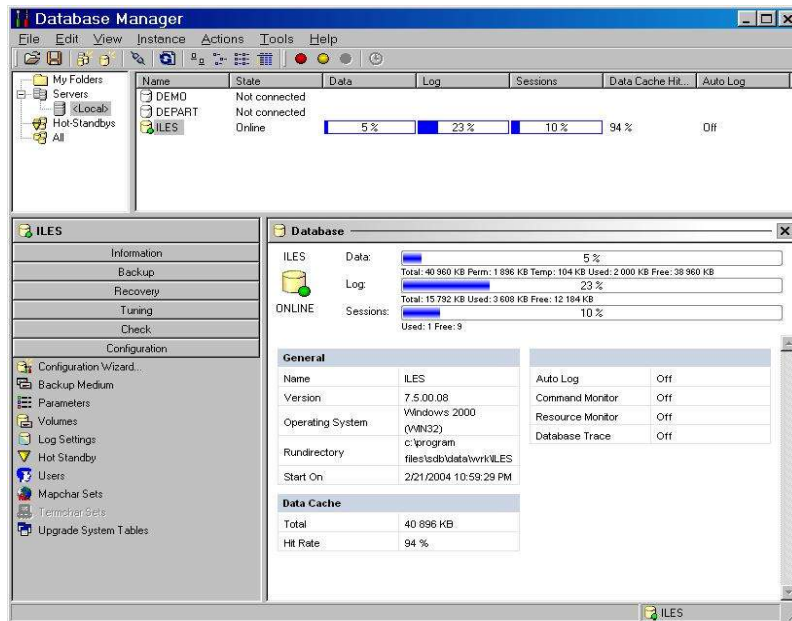 Database Manager
File Edit View Instance Actions Tools Help
My Folders
Servers
<Local>
Hot-Standbys
All
Name State Data Log Sessions Data Cache Hit... Auto Log
DEMO Not connected
DEPART Not connected
ILES Online 5 % 23 % 10 % 94 % Off
ILES
Information
Backup
Recovery
Tuning
Check
Configuration
Configuration Wizard...
Backup Medium
Parameters
Volumes
Log Settings
Hot Standby
Users
Mapchar Sets
Termchar Sets
Upgrade System Tables
Database
ILES
ONLINE
Data: 5 %
Total: 40 960 KB Perm: 1 896 KB Temp: 104 KB Used: 2 000 KB Free: 38 960 KB
Log: 23 %
Total: 15 792 KB Used: 3 608 KB Free: 12 184 KB
Sessions: 10 %
Used: 1 Free: 9
General
Name ILES
Version 7.5.00.08
Operating System Windows 2000 (WIN32)
Rundirectory c:\program files\sdb\data\wrk\ILES
Start On 2/21/2004 10:59:29 PM
Auto Log Off
Command Monitor Off
Resource Monitor Off
Database Trace Off
Data Cache
Total 40 896 KB
Hit Rate 94 %
ILES